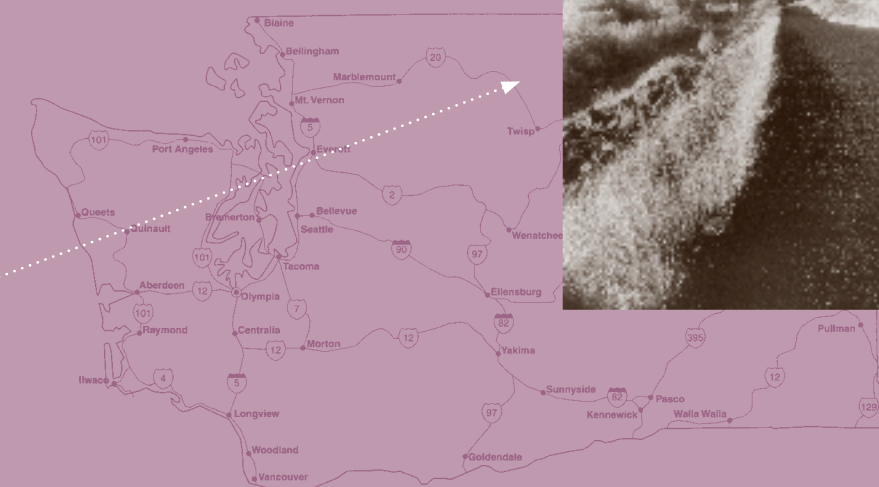 Blaine
Bellingham
20
Marblemount
Mt. Vernon
5
Twisp
101
Port Angeles
Everett
2
Queets
Quinault
Bremerton
Bellevue
Seattle
Wenatchee
90
97
101
Tacoma
Aberdeen
12
Olympia
Ellensburg
7
101
82
Raymond
Centralia
12
Morton
12
Yakima
395
Pullman
Ilwaco
4
5
12
Sunnyside
82
Pasco
129
Longview
97
Kennewick
Walla Walla
Woodland
Goldendale
Vancouver